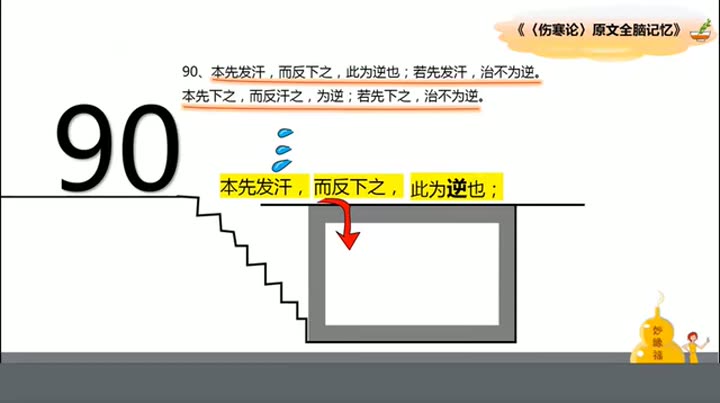 《〈伤寒论〉原文全脑记忆》
90、本先发汗，而反下之，此为逆也；若先发汗，治不为逆。
本先下之，而反汗之，为逆；若先下之，治不为逆。
90
本先发汗，而反下之，此为逆也；
妙缘福